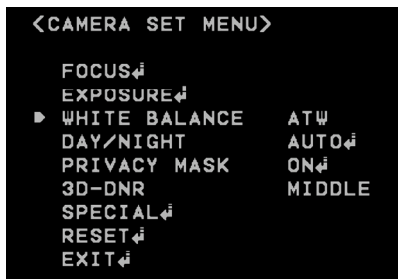 <CAMERA SET MENU>
FOCUS↲
EXPOSURE↲
WHITE BALANCE ATW
DAY/NIGHT AUTO↲
PRIVACY MASK ON↲
3D-DNR MIDDLE
SPECIAL↲
RESET↲
EXIT↲